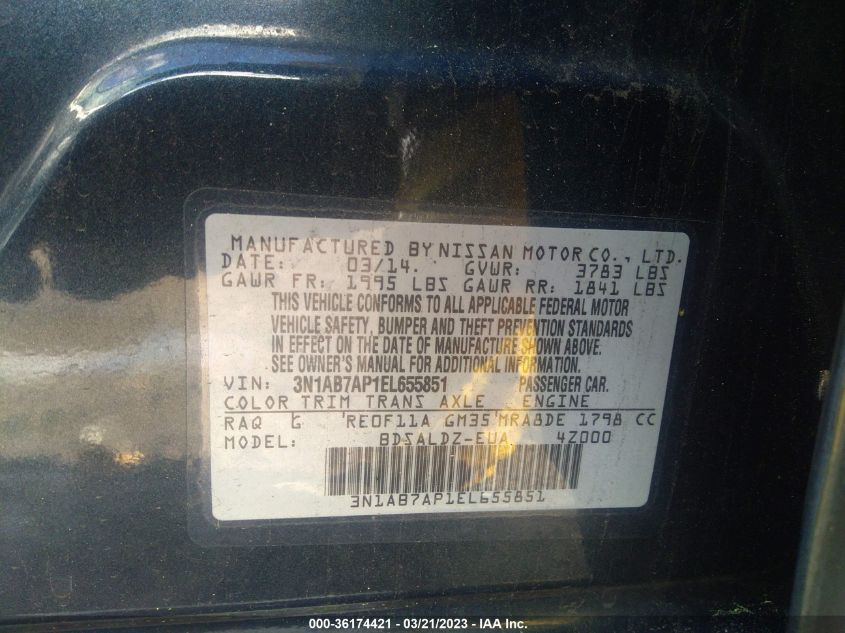 MANUFACTURED BY NISSAN MOTOR CO., LTD.
DATE: 03/14. GVWR: 3783 LBS
GAWR FR: 1995 LBS GAWR RR: 1841 LBS
THIS VEHICLE CONFORMS TO ALL APPLICABLE FEDERAL MOTOR
VEHICLE SAFETY, BUMPER AND THEFT PREVENTION STANDARDS
IN EFFECT ON THE DATE OF MANUFACTURE SHOWN ABOVE.
SEE OWNER'S MANUAL FOR ADDITIONAL INFORMATION.
VIN: 3N1AB7AP1EL655851 PASSENGER CAR.
COLOR TRIM TRANS AXLE ENGINE
RAQ G RE0F11A GM35 MRA8DE 1798 CC
MODEL: BDSALDZ-EUA 4Z000
3N1AB7AP1EL655851
000-36174421 - 03/21/2023 - IAA Inc.